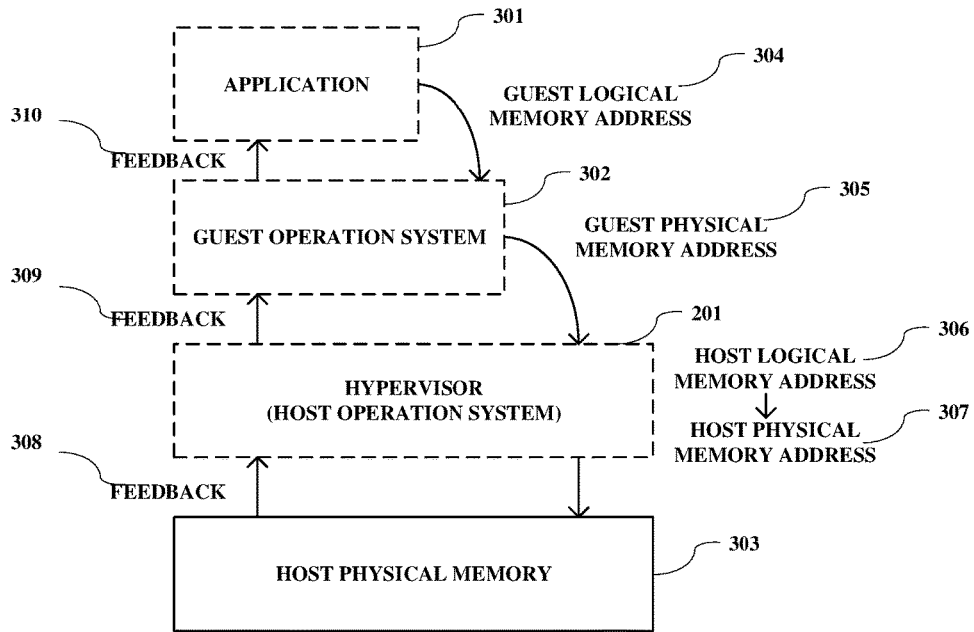 301
APPLICATION
304
GUEST LOGICAL
MEMORY ADDRESS
310
FEEDBACK
302
GUEST OPERATION SYSTEM
305
GUEST PHYSICAL
MEMORY ADDRESS
309
FEEDBACK
201
HYPERVISOR
(HOST OPERATION SYSTEM)
306
HOST LOGICAL
MEMORY ADDRESS
307
HOST PHYSICAL
MEMORY ADDRESS
308
FEEDBACK
303
HOST PHYSICAL MEMORY